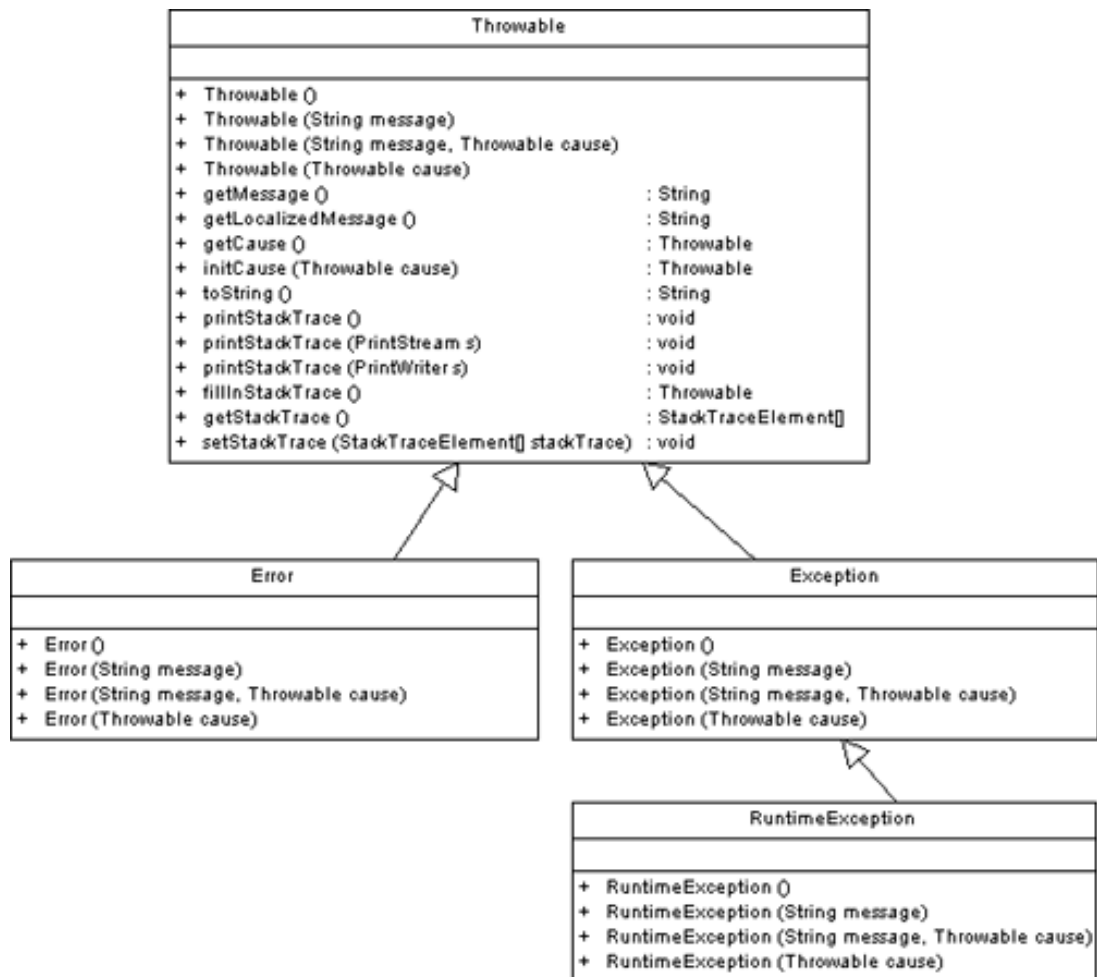 Throwable
+ Throwable ()
+ Throwable (String message)
+ Throwable (String message, Throwable cause)
+ Throwable (Throwable cause)
+ getMessage () : String
+ getLocalizedMessage () : String
+ getCause () : Throwable
+ initCause (Throwable cause) : Throwable
+ toString () : String
+ printStackTrace () : void
+ printStackTrace (PrintStream s) : void
+ printStackTrace (PrintWriter s) : void
+ fillInStackTrace () : Throwable
+ getStackTrace () : StackTraceElement[]
+ setStackTrace (StackTraceElement[] stackTrace) : void
Error
+ Error ()
+ Error (String message)
+ Error (String message, Throwable cause)
+ Error (Throwable cause)
Exception
+ Exception ()
+ Exception (String message)
+ Exception (String message, Throwable cause)
+ Exception (Throwable cause)
RuntimeException
+ RuntimeException ()
+ RuntimeException (String message)
+ RuntimeException (String message, Throwable cause)
+ RuntimeException (Throwable cause)